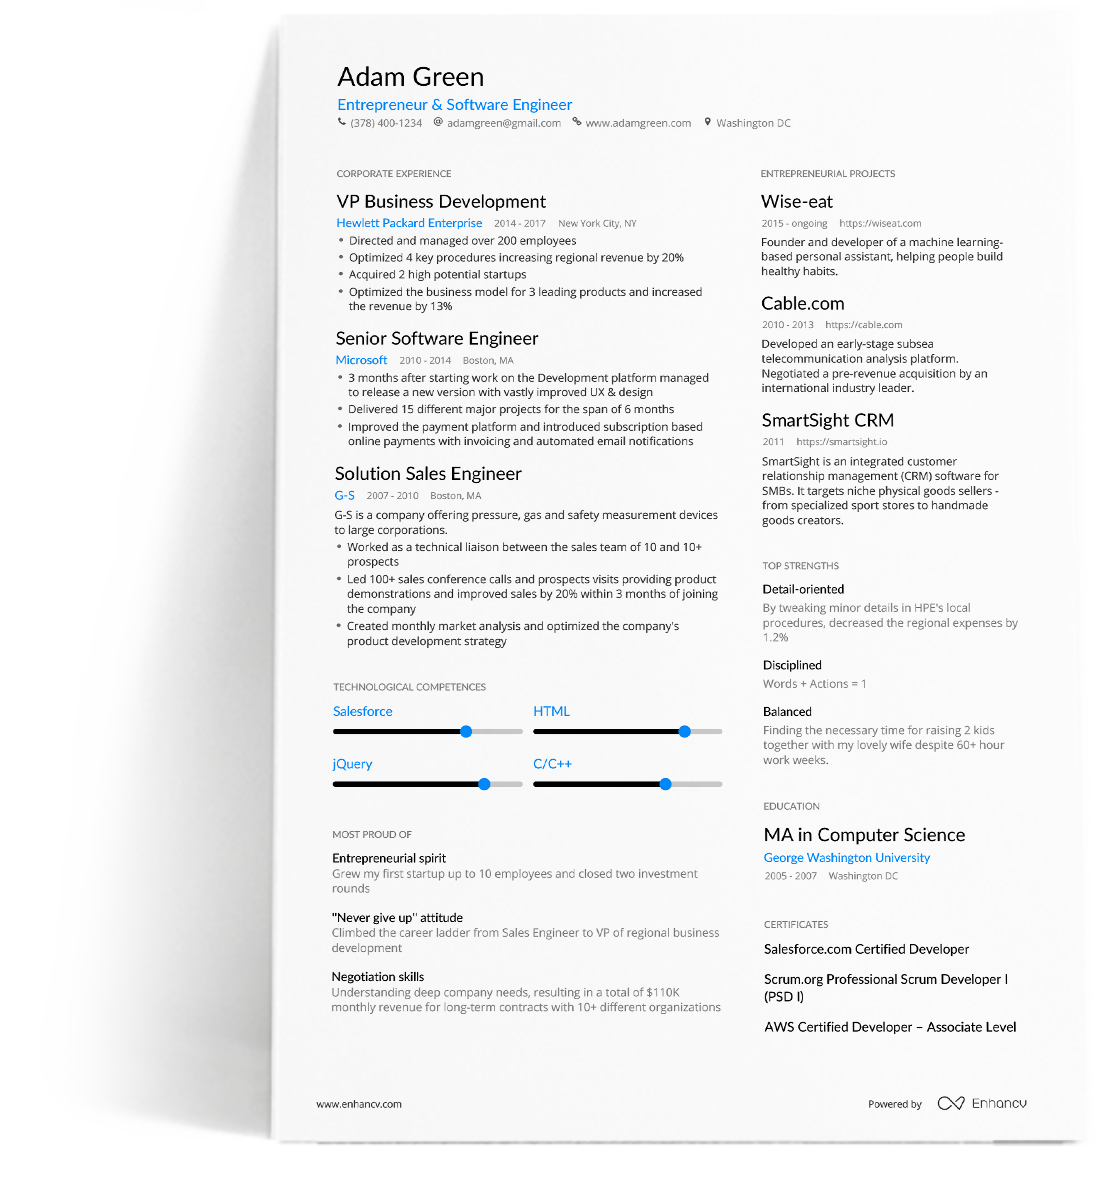 Adam Green
Entrepreneur & Software Engineer
(378) 400-1234 @ adamgreen@gmail.com www.adamgreen.com Washington DC
CORPORATE EXPERIENCE
VP Business Development
Hewlett Packard Enterprise 2014 - 2017 New York City, NY
• Directed and managed over 200 employees
• Optimized 4 key procedures increasing regional revenue by 20%
• Acquired 2 high potential startups
• Optimized the business model for 3 leading products and increased
the revenue by 13%
Senior Software Engineer
Microsoft 2010 - 2014 Boston, MA
• 3 months after starting work on the Development platform managed
to release a new version with vastly improved UX & design
• Delivered 15 different major projects for the span of 6 months
• Improved the payment platform and introduced subscription based
online payments with invoicing and automated email notifications
Solution Sales Engineer
G-S 2007 - 2010 Boston, MA
G-S is a company offering pressure, gas and safety measurement devices
to large corporations.
• Worked as a technical liaison between the sales team of 10 and 10+
prospects
• Led 100+ sales conference calls and prospects visits providing product
demonstrations and improved sales by 20% within 3 months of joining
the company
• Created monthly market analysis and optimized the company's
product development strategy
TECHNOLOGICAL COMPETENCES
Salesforce HTML
jQuery C/C++
MOST PROUD OF
Entrepreneurial spirit
Grew my first startup up to 10 employees and closed two investment
rounds
"Never give up" attitude
Climbed the career ladder from Sales Engineer to VP of regional business
development
Negotiation skills
Understanding deep company needs, resulting in a total of $110K
monthly revenue for long-term contracts with 10+ different organizations
ENTREPRENEURIAL PROJECTS
Wise-eat
2015 - ongoing https://wiseat.com
Founder and developer of a machine learning-
based personal assistant, helping people build
healthy habits.
Cable.com
2010 - 2013 https://cable.com
Developed an early-stage subsea
telecommunication analysis platform.
Negotiated a pre-revenue acquisition by an
international industry leader.
SmartSight CRM
2011 https://smartsight.io
SmartSight is an integrated customer
relationship management (CRM) software for
SMBs. It targets niche physical goods sellers -
from specialized sport stores to handmade
goods creators.
TOP STRENGTHS
Detail-oriented
By tweaking minor details in HPE's local
procedures, decreased the regional expenses by
1.2%
Disciplined
Words + Actions = 1
Balanced
Finding the necessary time for raising 2 kids
together with my lovely wife despite 60+ hour
work weeks.
EDUCATION
MA in Computer Science
George Washington University
2005 - 2007 Washington DC
CERTIFICATES
Salesforce.com Certified Developer
Scrum.org Professional Scrum Developer I
(PSD I)
AWS Certified Developer – Associate Level
www.enhancv.com Powered by Enhancv